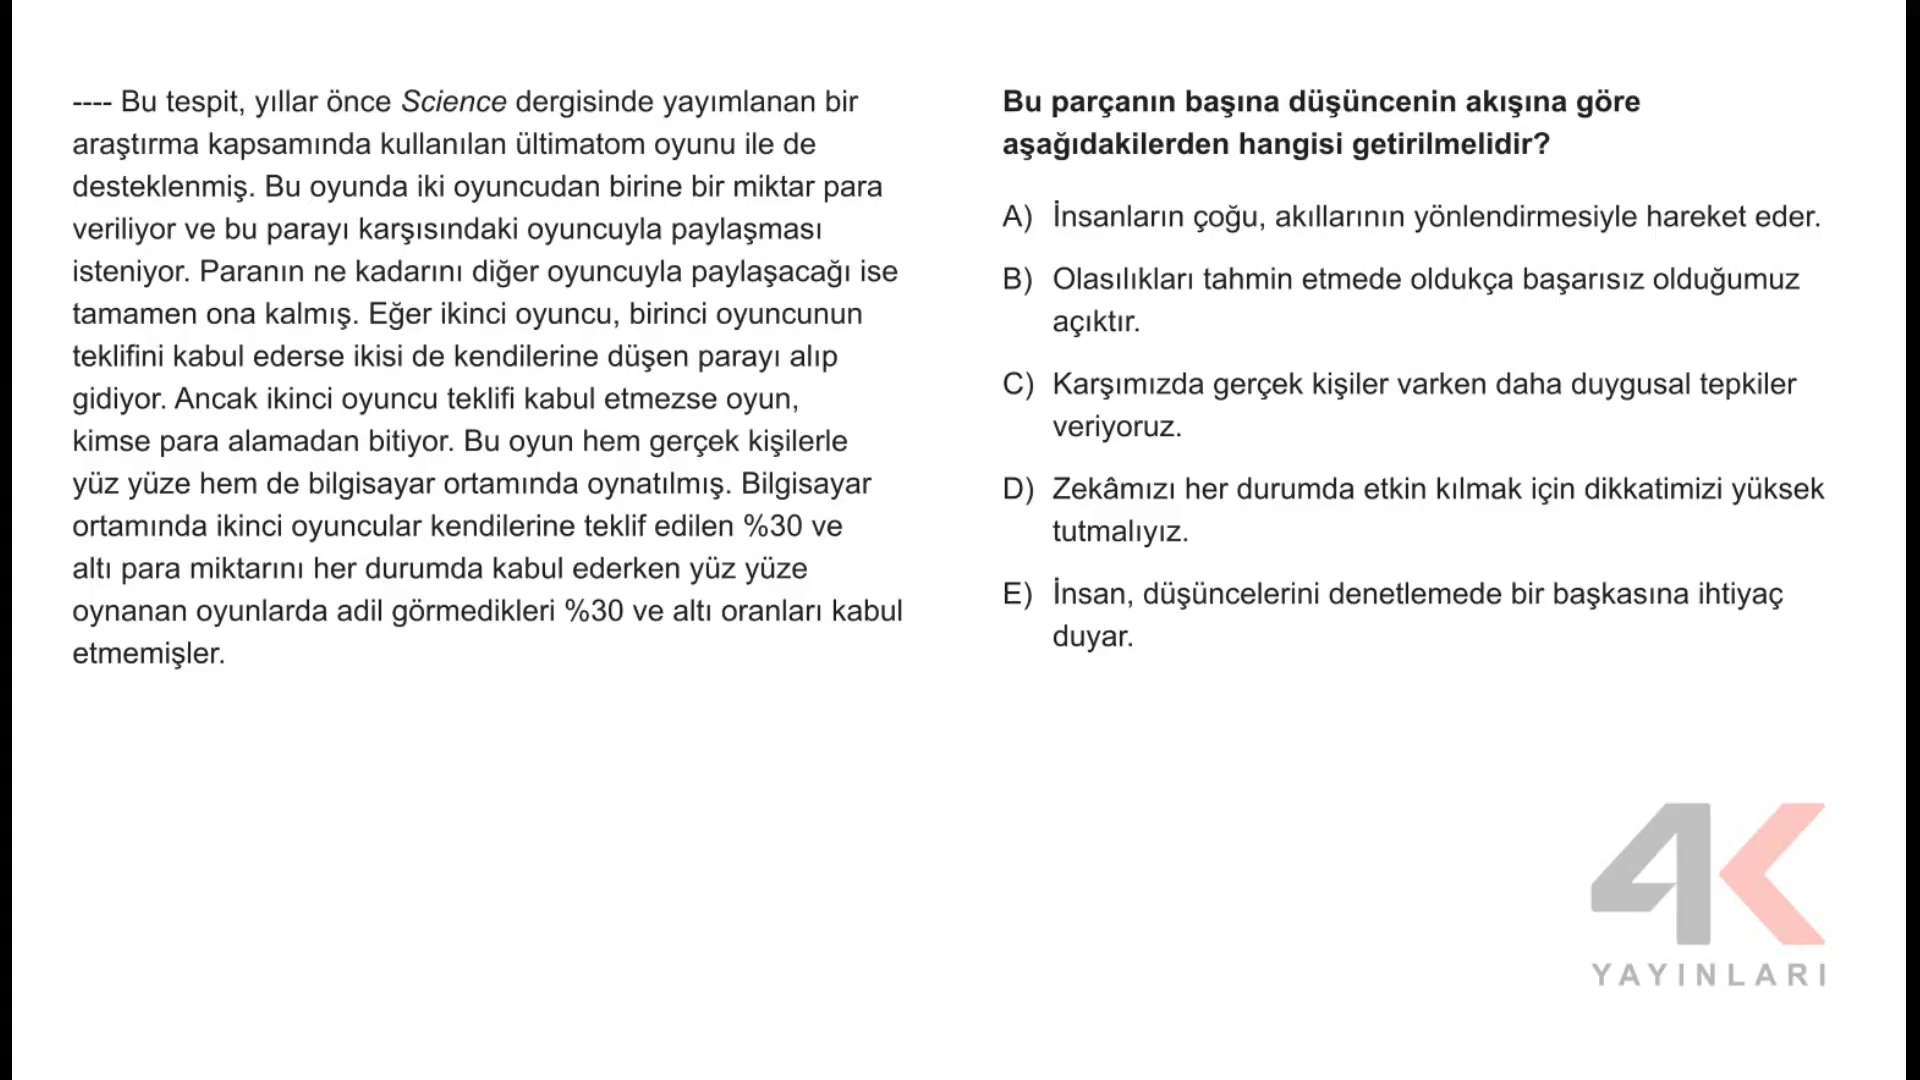 ---- Bu tespit, yıllar önce Science dergisinde yayımlanan bir
araştırma kapsamında kullanılan ültimatom oyunu ile de
desteklenmiş. Bu oyunda iki oyuncudan birine bir miktar para
veriliyor ve bu parayı karşısındaki oyuncuyla paylaşması
isteniyor. Paranın ne kadarını diğer oyuncuyla paylaşacağı ise
tamamen ona kalmış. Eğer ikinci oyuncu, birinci oyuncunun
teklifini kabul ederse ikisi de kendilerine düşen parayı alıp
gidiyor. Ancak ikinci oyuncu teklifi kabul etmezse oyun,
kimse para alamadan bitiyor. Bu oyun hem gerçek kişilerle
yüz yüze hem de bilgisayar ortamında oynatılmış. Bilgisayar
ortamında ikinci oyuncular kendilerine teklif edilen %30 ve
altı para miktarını her durumda kabul ederken yüz yüze
oynanan oyunlarda adil görmedikleri %30 ve altı oranları kabul
etmemişler.
Bu parçanın başına düşüncenin akışına göre
aşağıdakilerden hangisi getirilmelidir?
A) İnsanların çoğu, akıllarının yönlendirmesiyle hareket eder.
B) Olasılıkları tahmin etmede oldukça başarısız olduğumuz
açıktır.
C) Karşımızda gerçek kişiler varken daha duygusal tepkiler
veriyoruz.
D) Zekâmızı her durumda etkin kılmak için dikkatimizi yüksek
tutmalıyız.
E) İnsan, düşüncelerini denetlemede bir başkasına ihtiyaç
duyar.
4K
YAYINLARI